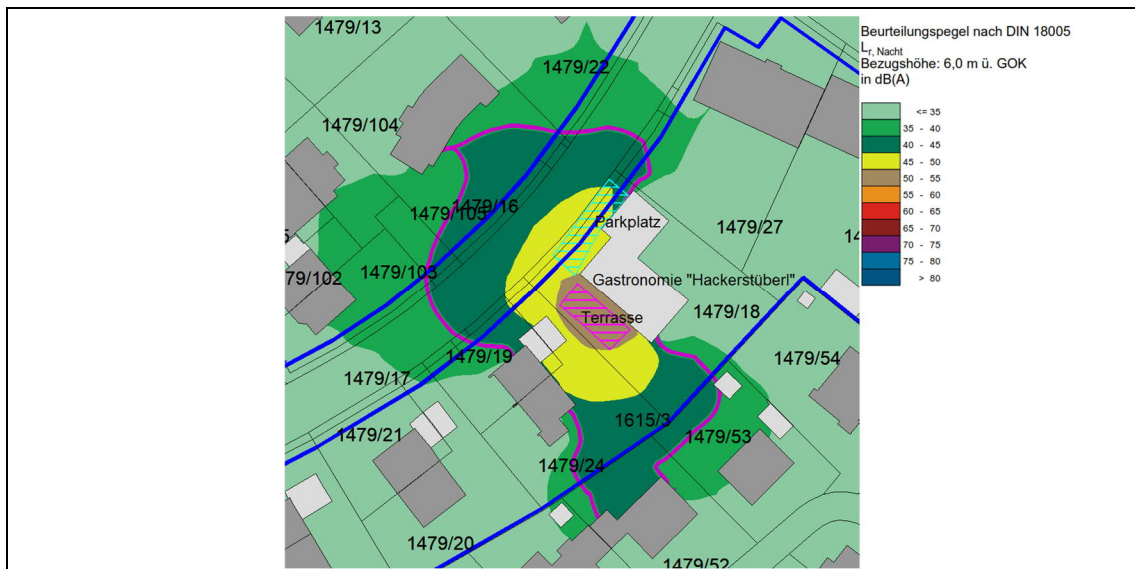 1479/13
1479/22
1479/104
1479/105
1479/16
Parkplatz
1479/27
1479/103
79/102
Gastronomie "Hackerstüberl"
1479/18
Terrasse
1479/19
1479/54
1479/17
1479/21
1615/3
1479/53
1479/24
1479/20
1479/52
Beurteilungspegel nach DIN 18005
Lr, Nacht
Bezugshöhe: 6,0 m ü. GOK
in dB(A)
<= 35
35 - 40
40 - 45
45 - 50
50 - 55
55 - 60
60 - 65
65 - 70
70 - 75
75 - 80
> 80